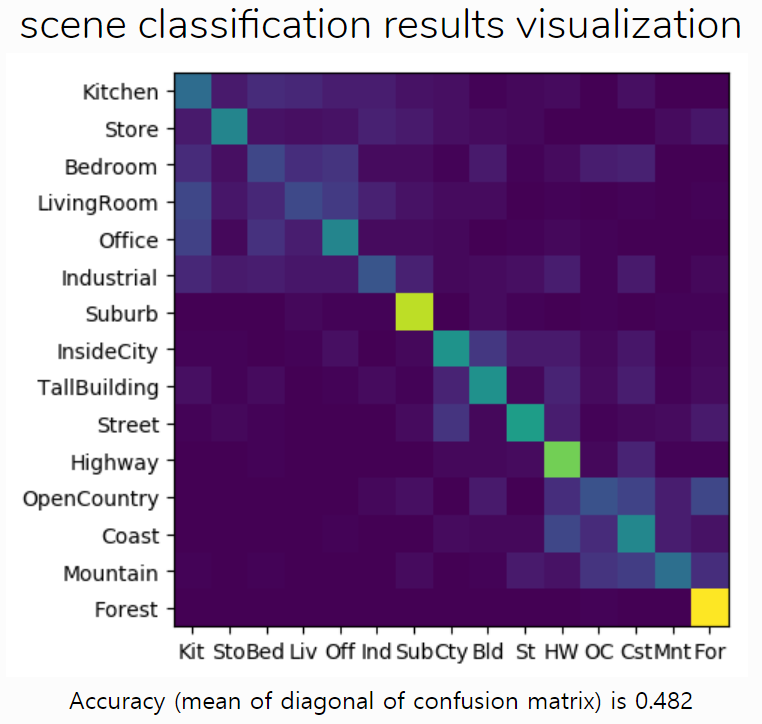 scene classification results visualization
Kitchen
Store
Bedroom
LivingRoom
Office
Industrial
Suburb
InsideCity
TallBuilding
Street
Highway
OpenCountry
Coast
Mountain
Forest
Kit Sto Bed Liv Off Ind Sub Cty Bld St HW OC Cst Mnt For
Accuracy (mean of diagonal of confusion matrix) is 0.482